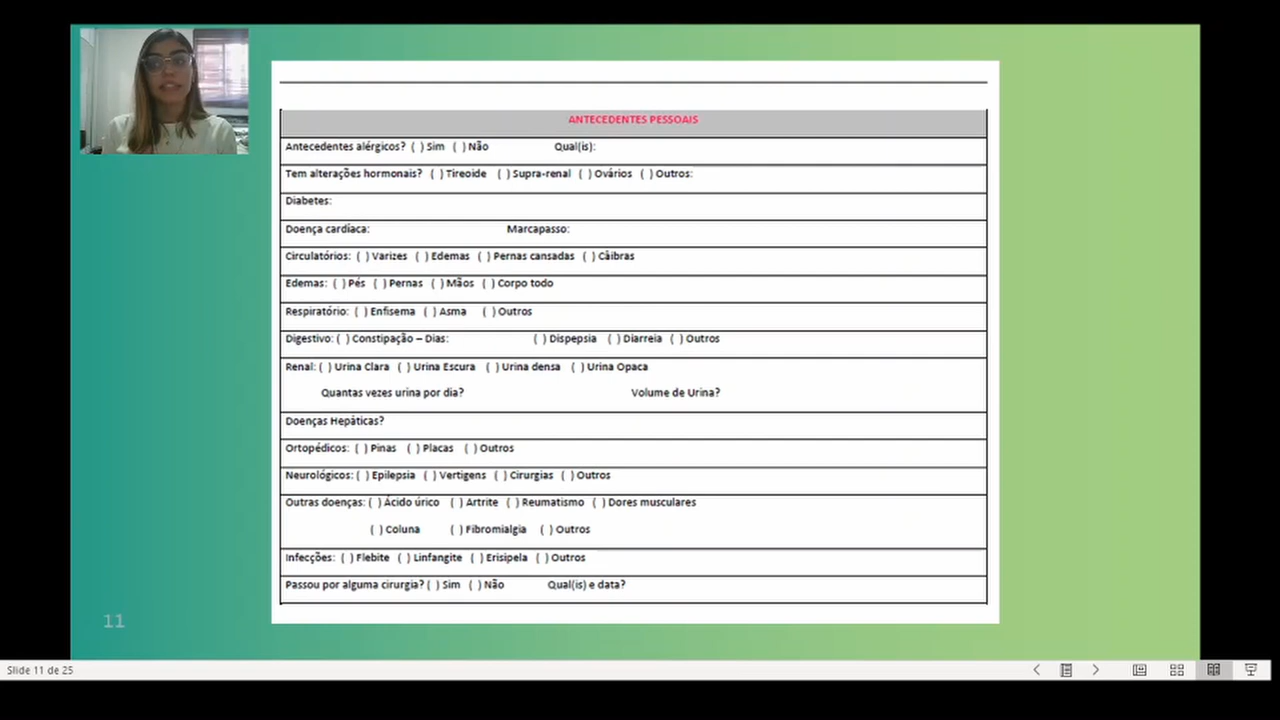 ANTECEDENTES PESSOAIS
Antecedentes alérgicos? ( ) Sim ( ) Não Qual(is):
Tem alterações hormonais? ( ) Tireoide ( ) Supra-renal ( ) Ovários ( ) Outros:
Diabetes:
Doença cardíaca: Marcapasso:
Circulatórios: ( ) Varizes ( ) Edemas ( ) Pernas cansadas ( ) Câibras
Edemas: ( ) Pés ( ) Pernas ( ) Mãos ( ) Corpo todo
Respiratório: ( ) Enfisema ( ) Asma ( ) Outros
Digestivo: ( ) Constipação – Dias: ( ) Dispepsia ( ) Diarreia ( ) Outros
Renal: ( ) Urina Clara ( ) Urina Escura ( ) Urina densa ( ) Urina Opaca
Quantas vezes urina por dia? Volume de Urina?
Doenças Hepáticas?
Ortopédicos: ( ) Pinas ( ) Placas ( ) Outros
Neurológicos: ( ) Epilepsia ( ) Vertigens ( ) Cirurgias ( ) Outros
Outras doenças: ( ) Ácido úrico ( ) Artrite ( ) Reumatismo ( ) Dores musculares
( ) Coluna ( ) Fibromialgia ( ) Outros
Infecções: ( ) Flebite ( ) Linfangite ( ) Erisipela ( ) Outros
Passou por alguma cirurgia? ( ) Sim ( ) Não Qual(is) e data?
11
Slide 11 de 25